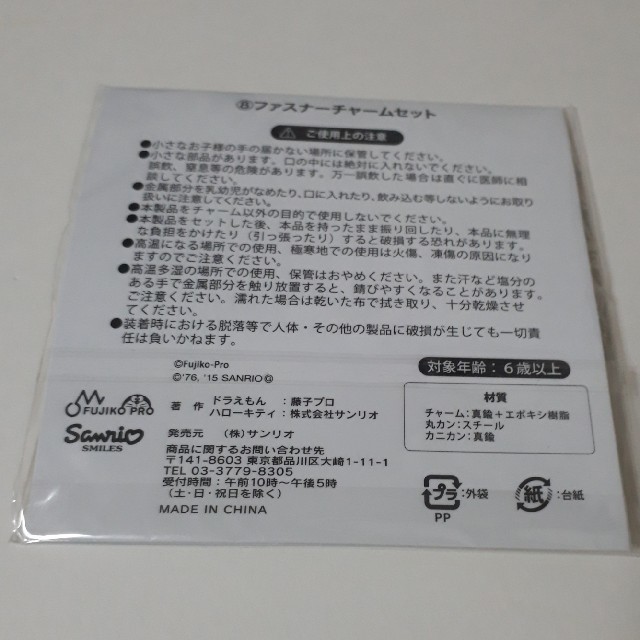 ⑧ファスナーチャームセット
ご使用上の注意
●小さなお子様の手の届かない場所に保管してください。
●小さな部品があります。口の中には絶対に入れないでください。
誤飲、窒息等の危険があります。万一誤飲した場合は直ぐに医師に相
談してください。
●金属部分を乳幼児がなめたり、口に入れたり、飲み込む等しないようにお取り
扱いに注意してください。
●本製品をチャーム以外の目的で使用しないでください。
●本製品をセットした後、本品を持ったまま振り回したり、本品に無理
な負担をかけたり（引っ張ったり）すると破損する恐れがあります。
●高温になる場所での使用、極寒地での使用は火傷、凍傷の原因になり
ますのでご注意ください。
●高温多湿の場所での使用、保管はおやめください。また汗など塩分の
ある手で金属部分を触り放置すると、錆びやすくなることがあります。
ご注意ください。濡れた場合は乾いた布で拭き取り、十分乾燥させ
てください。
●装着時における脱落等で人体・その他の製品に破損が生じても一切責
任は負いかねます。
©Fujiko-Pro
©'76, '15 SANRIO Ⓖ
対象年齢：6歳以上
FUJIKO PRO
著作 ドラえもん ：藤子プロ
ハローキティ：株式会社サンリオ
Sanrio
SMILES
発売元 （株）サンリオ
商品に関するお問い合わせ先
〒141-8603 東京都品川区大崎1-11-1
TEL 03-3779-8305
受付時間：午前10時～午後5時
（土・日・祝日を除く）
MADE IN CHINA
材質
チャーム：真鍮＋エポキシ樹脂
丸カン：スチール
カニカン：真鍮
プラ：外袋
PP
紙：台紙